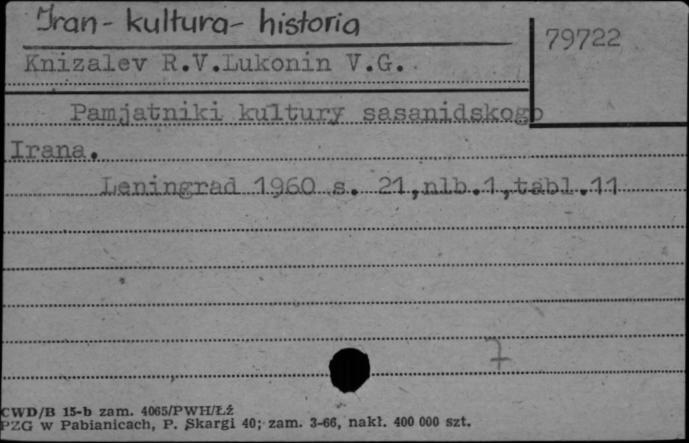 Iran - kultura - historia
79722
Knizalev R.V.Lukonin V.G.
Pamjatniki kultury sasanidskogo
Irana.
Leningrad 1960 s. 21,nlb.1,tabl.11
7
CWD/B 15-b zam. 4065/PWH/Łż
PZG w Pabianicach, P. Skargi 40; zam. 3-66, nakł. 400 000 szt.